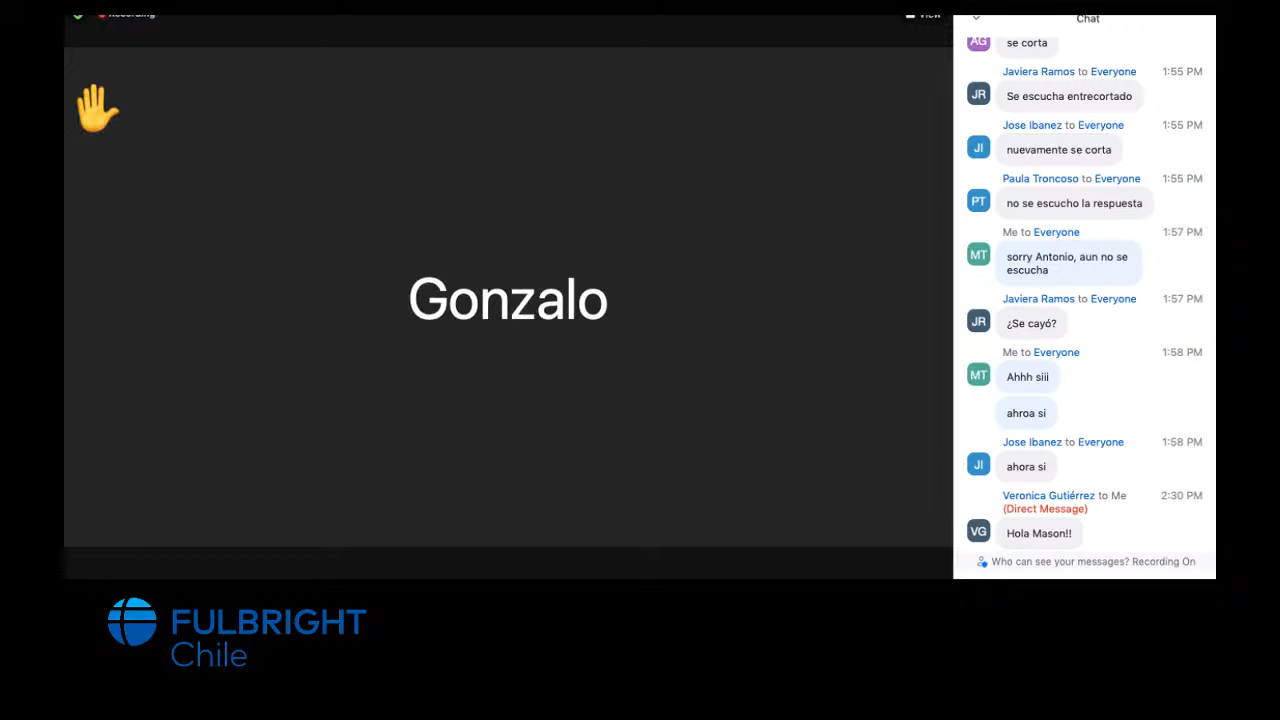 Recording
View
Chat
AG
se corta
Javiera Ramos to Everyone 1:55 PM
JR
Se escucha entrecortado
Jose Ibanez to Everyone 1:55 PM
JI
nuevamente se corta
Paula Troncoso to Everyone 1:55 PM
PT
no se escucho la respuesta
Me to Everyone 1:57 PM
MT
sorry Antonio, aun no se
escucha
Javiera Ramos to Everyone 1:57 PM
JR
¿Se cayó?
Me to Everyone 1:58 PM
MT
Ahhh siii
ahroa si
Jose Ibanez to Everyone 1:58 PM
JI
ahora si
Veronica Gutiérrez to Me 2:30 PM
(Direct Message)
VG
Hola Mason!!
Who can see your messages? Recording On
Gonzalo
FULBRIGHT
Chile